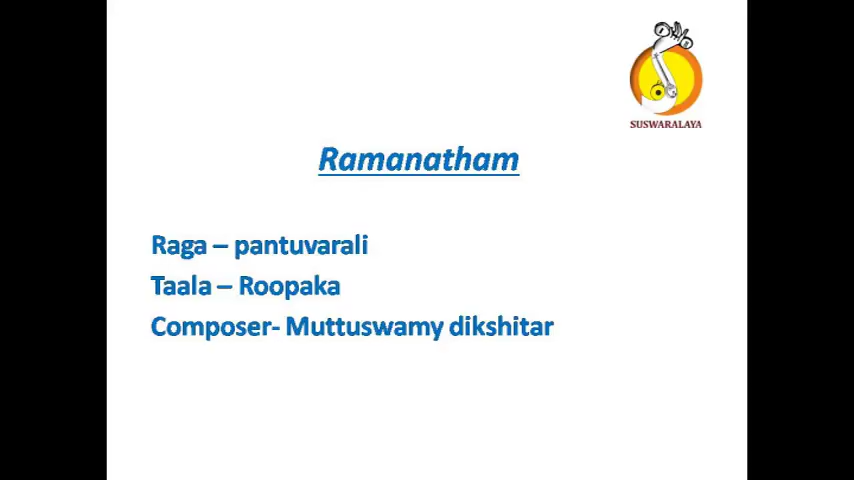 SUSWARALAYA
Ramanatham
Raga – pantuvarali
Taala – Roopaka
Composer- Muttuswamy dikshitar